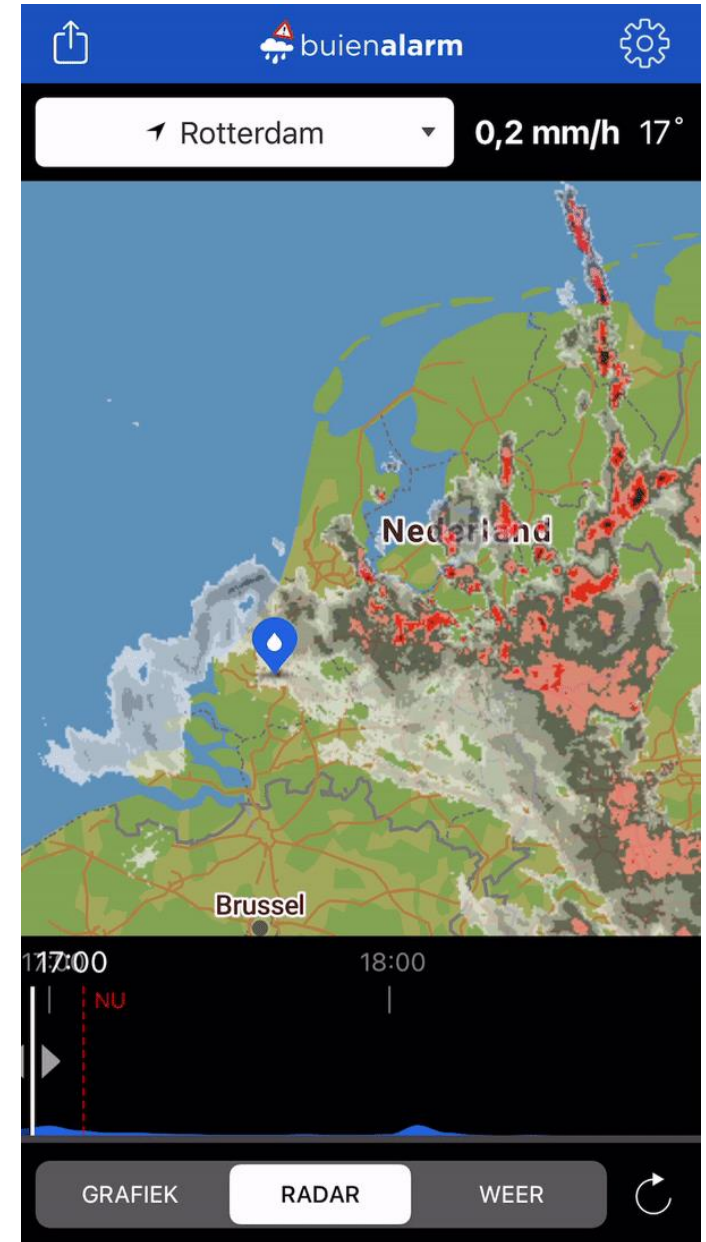 buienalarm
Rotterdam
0,2 mm/h 17°
Nederland
Brussel
17:00
18:00
NU
GRAFIEK
RADAR
WEER